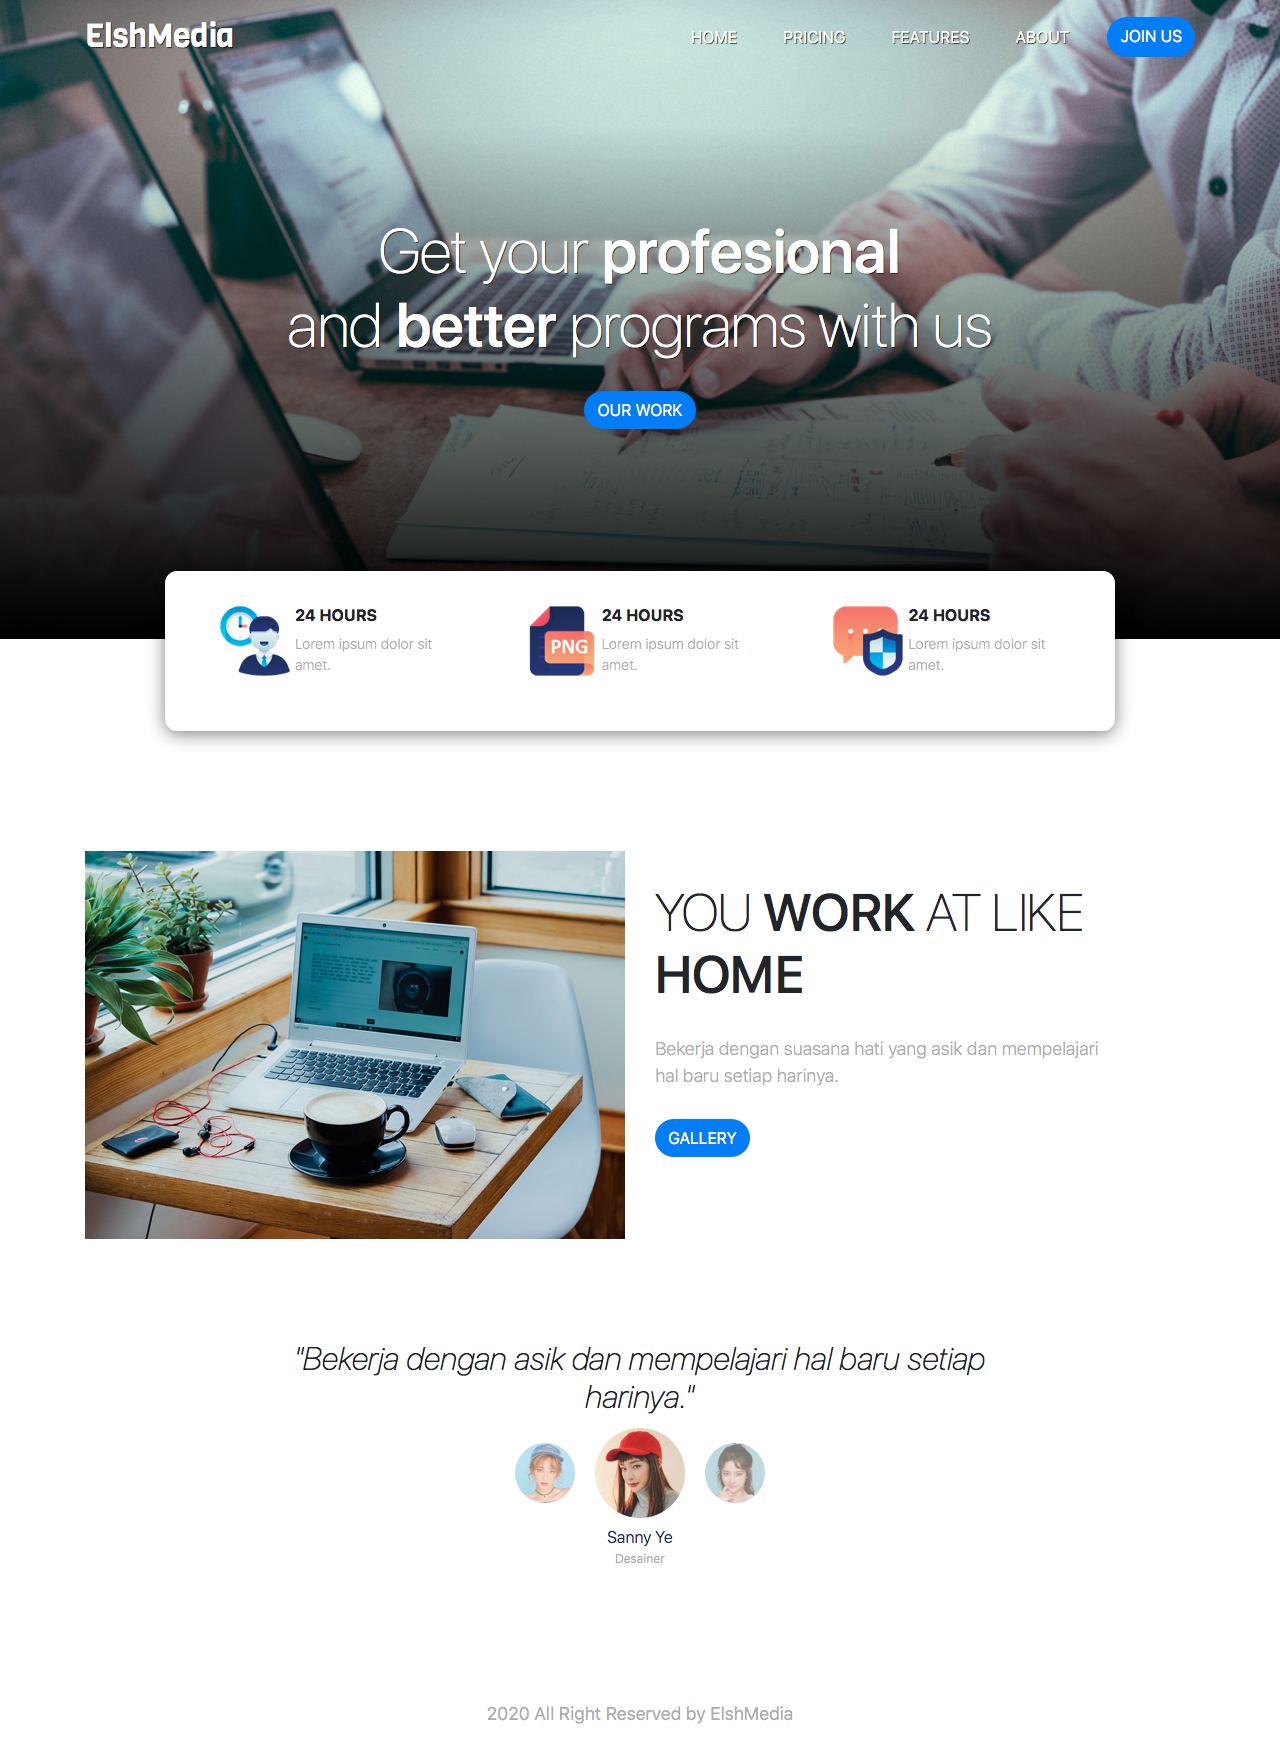 ElshMedia
HOME PRICING FEATURES ABOUT JOIN US
Get your profesional
and better programs with us
OUR WORK
24 HOURS
Lorem ipsum dolor sit
amet.
PNG
24 HOURS
Lorem ipsum dolor sit
amet.
24 HOURS
Lorem ipsum dolor sit
amet.
YOU WORK AT LIKE
HOME
Bekerja dengan suasana hati yang asik dan mempelajari
hal baru setiap harinya.
GALLERY
"Bekerja dengan asik dan mempelajari hal baru setiap
harinya."
Sanny Ye
Desainer
2020 All Right Reserved by ElshMedia